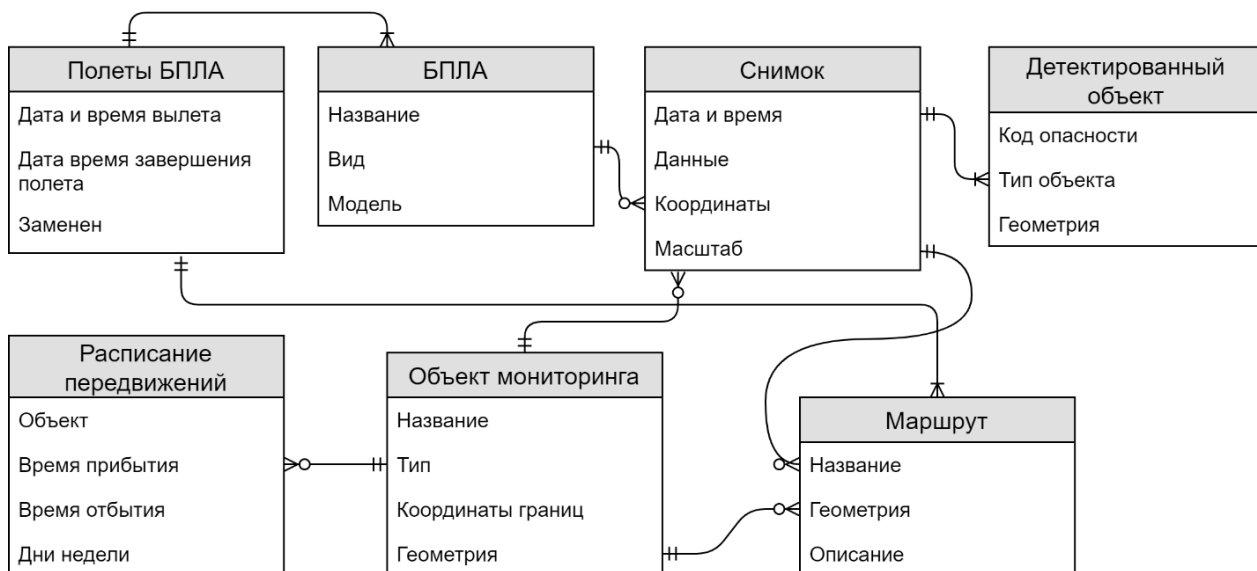 Полеты БПЛА
Дата и время вылета
Дата время завершения
полета
Заменен
БПЛА
Название
Вид
Модель
Снимок
Дата и время
Данные
Координаты
Масштаб
Детектированный
объект
Код опасности
Тип объекта
Геометрия
Расписание
передвижений
Объект
Время прибытия
Время отбытия
Дни недели
Объект мониторинга
Название
Тип
Координаты границ
Геометрия
Маршрут
Название
Геометрия
Описание